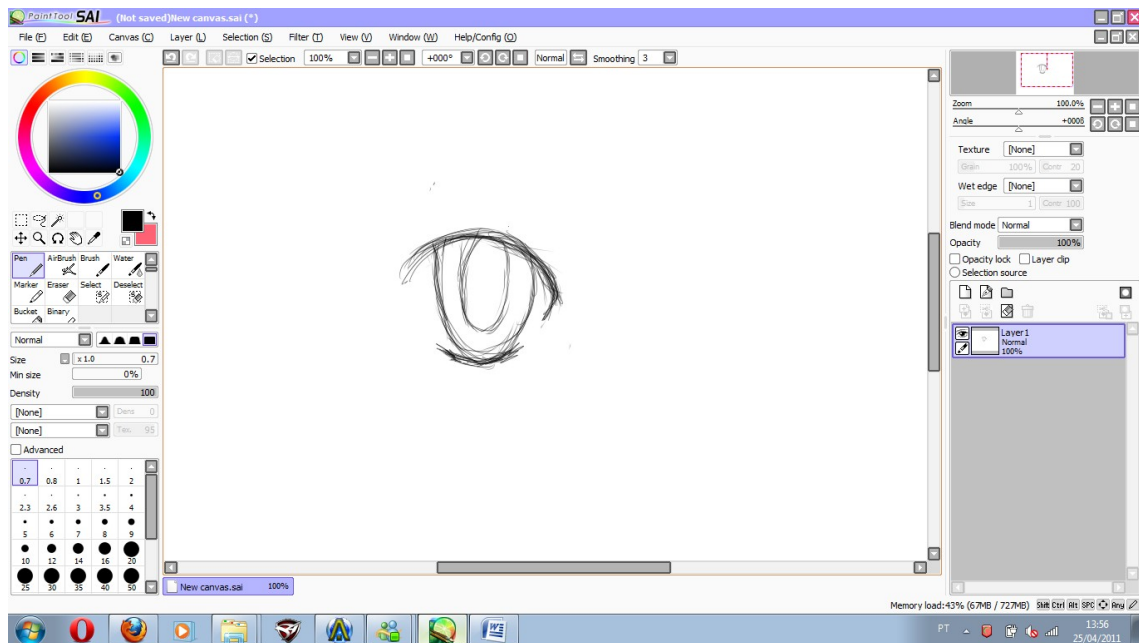 PaintTool SAI (Not saved)New canvas.sai (*)
File (F) Edit (E) Canvas (C) Layer (L) Selection (S) Filter (T) View (V) Window (W) Help/Config (O)
Selection 100% +000° Normal Smoothing 3
Zoom 100.0%
Angle +000ß
Texture [None]
Grain 100% Contr 20
Wet edge [None]
Size 1 Contr 100
Blend mode Normal
Opacity 100%
Opacity lock Layer clip
Selection source
Layer1
Normal
100%
Pen AirBrush Brush Water
Marker Eraser Select Deselect
Bucket Binary
Normal
Size x 1.0 0.7
Min size 0%
Density 100
[None] Dens 0
[None] Tex. 95
Advanced
0.7 0.8 1 1.5 2
2.3 2.6 3 3.5 4
5 6 7 8 9
10 12 14 16 20
25 30 35 40 50
New canvas.sai 100%
Memory load:43% (67MB / 727MB) Shift Ctrl Alt SPC Any
PT 13:56
25/04/2011